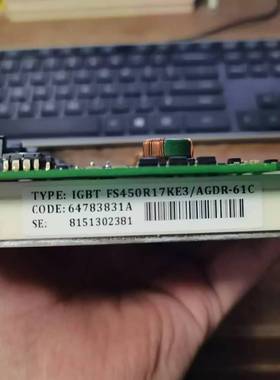 TYPE: IGBT FS450R17KE3/AGDR-61C
CODE: 64783831A
SE: 8151302381